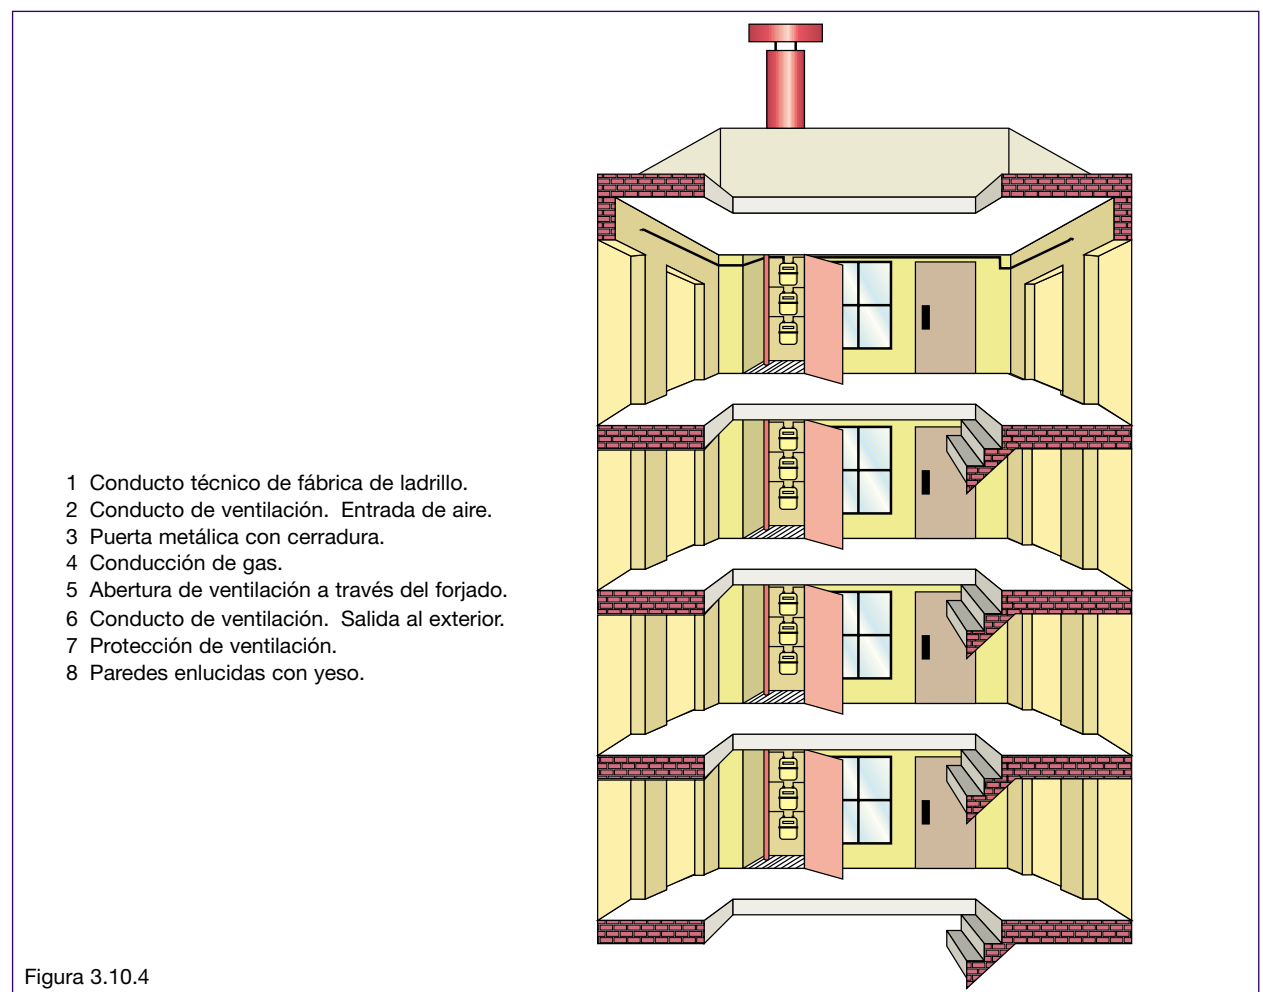 1 Conducto técnico de fábrica de ladrillo.
2 Conducto de ventilación. Entrada de aire.
3 Puerta metálica con cerradura.
4 Conducción de gas.
5 Abertura de ventilación a través del forjado.
6 Conducto de ventilación. Salida al exterior.
7 Protección de ventilación.
8 Paredes enlucidas con yeso.
Figura 3.10.4